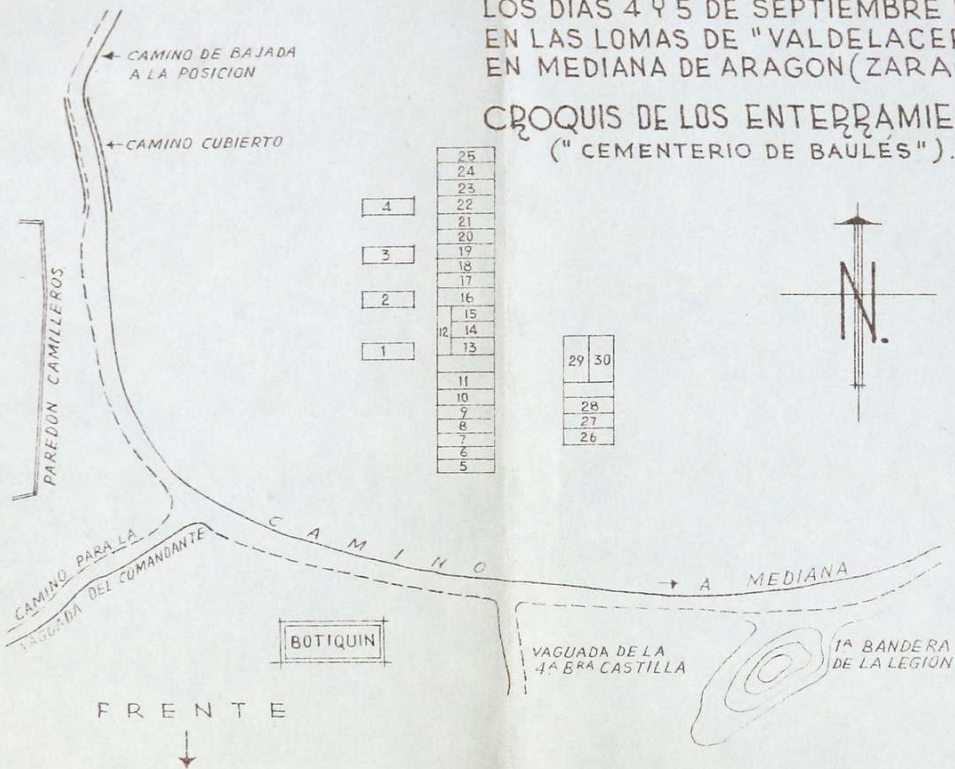 LOS DIAS 4 Y 5 DE SEPTIEMBRE
EN LAS LOMAS DE "VALDELACE
EN MEDIANA DE ARAGON (ZARA
CROQUIS DE LOS ENTERRAMIE
("CEMENTERIO DE BAULÉS").
CAMINO DE BAJADA
A LA POSICION
CAMINO CUBIERTO
PAREDON CAMILLEROS
4
3
2
1
25
24
23
22
21
20
19
18
17
16
15
14
13
12
11
10
9
8
7
6
5
29 30
28
27
26
N.
CAMINO PARA LA
VAGUADA DEL COMANDANTE
CAMINO
A MEDIANA
BOTIQUIN
VAGUADA DE LA
4ª BRA CASTILLA
1ª BANDERA
DE LA LEGION
FRENTE